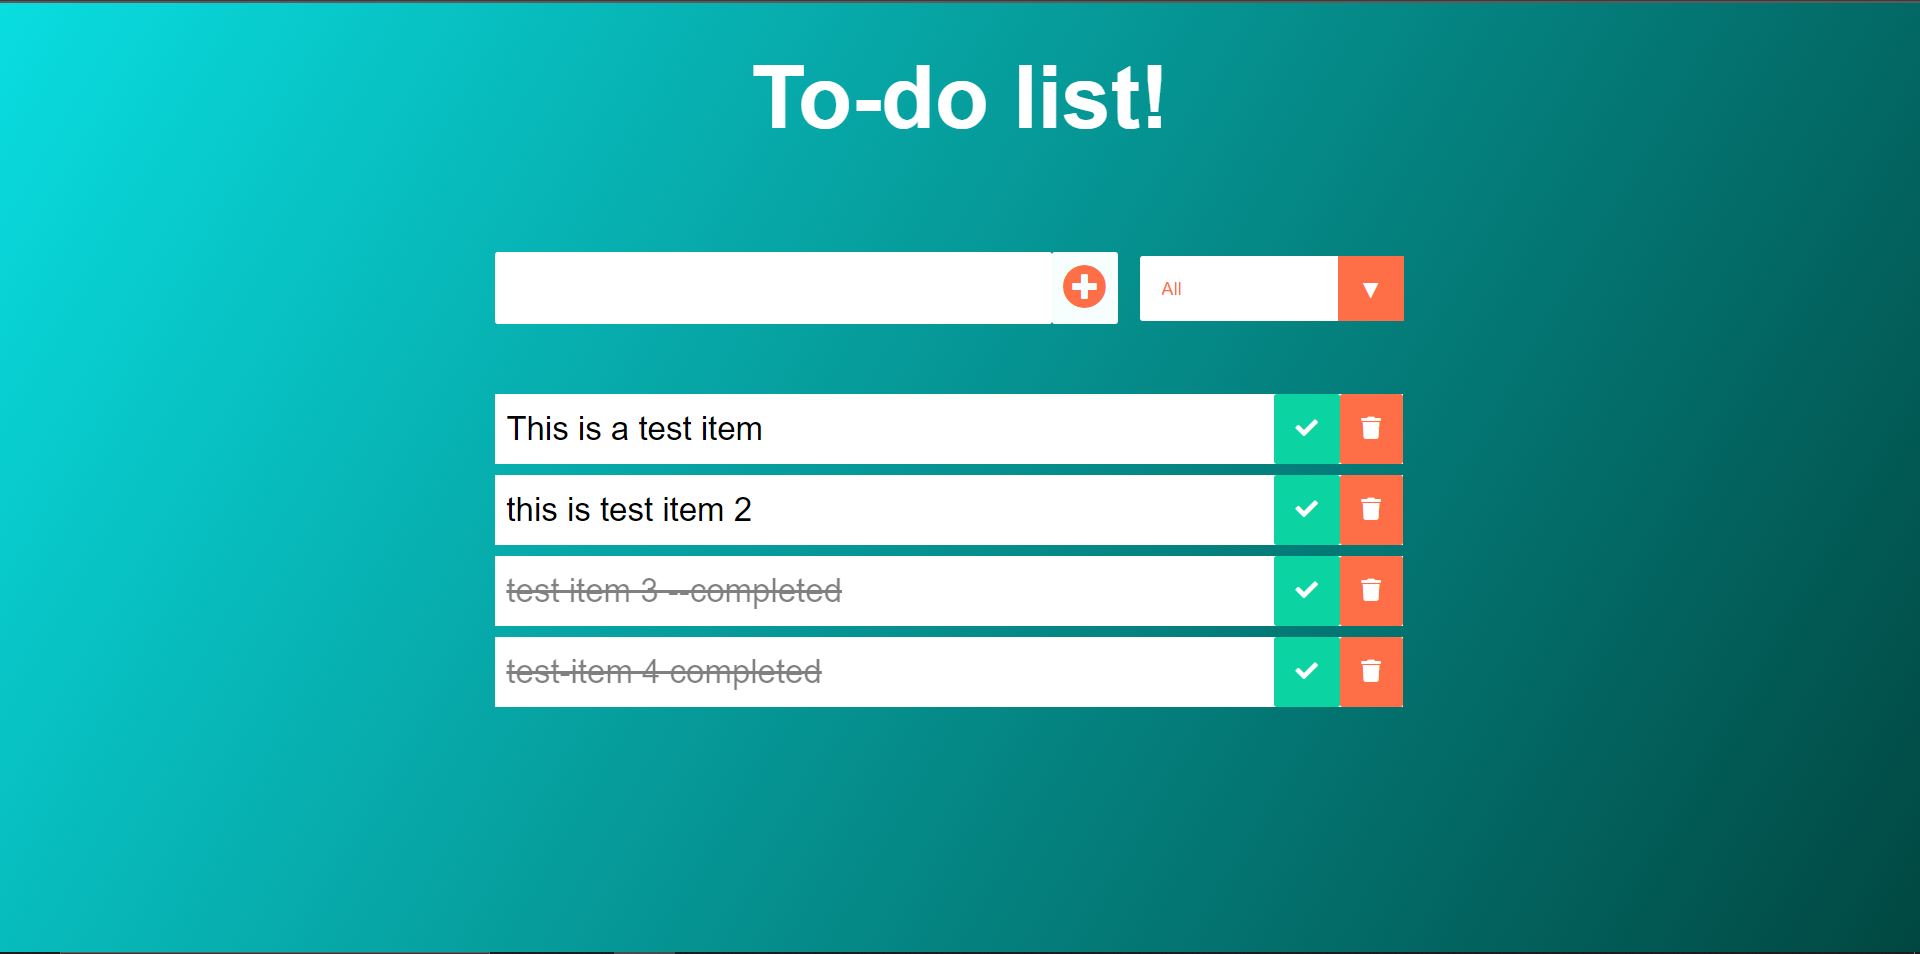 To-do list!
All
This is a test item
this is test item 2
test item 3 --completed
test-item 4 completed